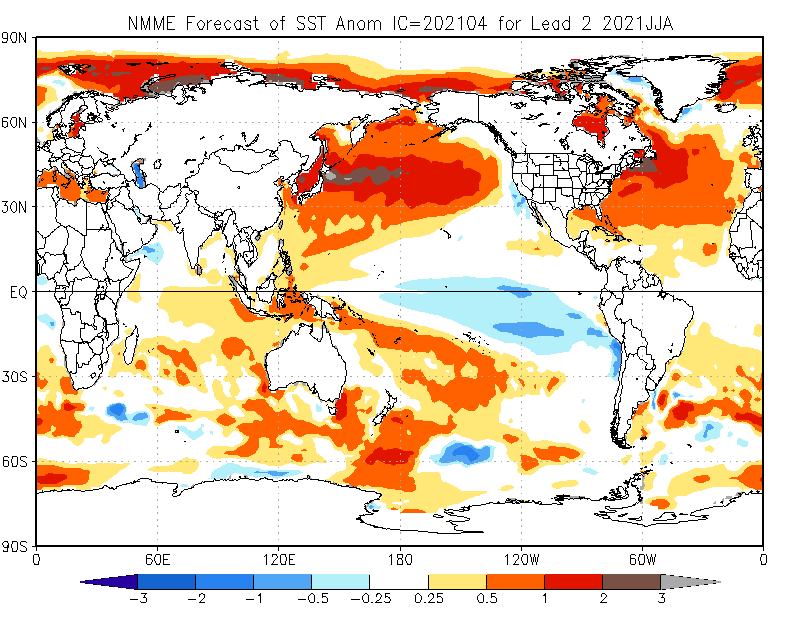 NMME Forecast of SST Anom IC=202104 for Lead 2 2021JJA
90N
60N
30N
EQ
30S
60S
90S
0 60E 120E 180 120W 60W 0
-3 -2 -1 -0.5 -0.25 0.25 0.5 1 2 3